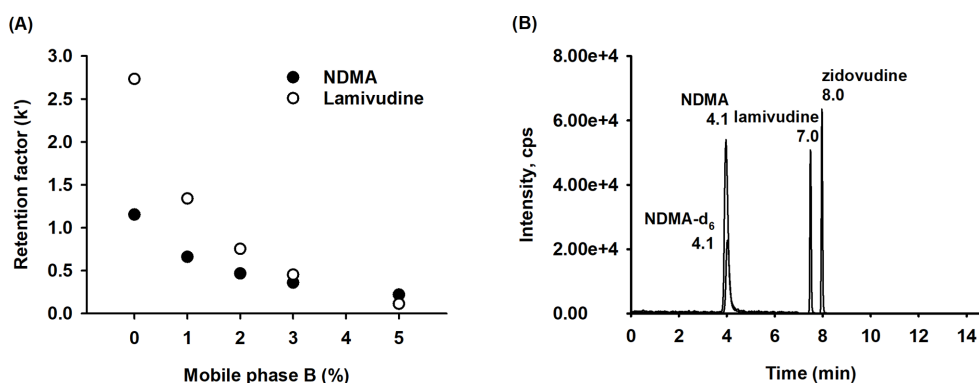 (A)
3.0
2.5
2.0
1.5
1.0
0.5
0.0
Retention factor (k')
NDMA
Lamivudine
0 1 2 3 4 5
Mobile phase B (%)
(B)
8.00e+4
6.00e+4
4.00e+4
2.00e+4
0.00
Intensity, cps
zidovudine
8.0
NDMA
4.1
lamivudine
7.0
NDMA-d₆
4.1
0 2 4 6 8 10 12 14
Time (min)